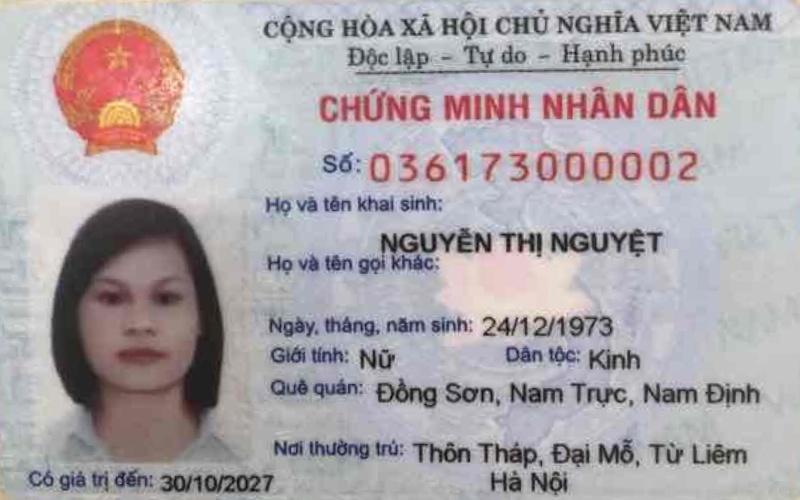 CỘNG HÒA XÃ HỘI CHỦ NGHĨA VIỆT NAM
Độc lập - Tự do - Hạnh phúc
CHỨNG MINH NHÂN DÂN
Số: 036173000002
Họ và tên khai sinh:
NGUYỄN THỊ NGUYỆT
Họ và tên gọi khác:
Ngày, tháng, năm sinh: 24/12/1973
Giới tính: Nữ Dân tộc: Kinh
Quê quán: Đồng Sơn, Nam Trực, Nam Định
Nơi thường trú: Thôn Tháp, Đại Mỗ, Từ Liêm
Hà Nội
Có giá trị đến: 30/10/2027